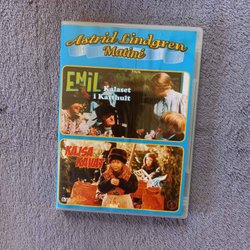 Astrid Lindgren
Matiné
EMIL
Kalaset
i Katthult
KAJSA
KAVAT